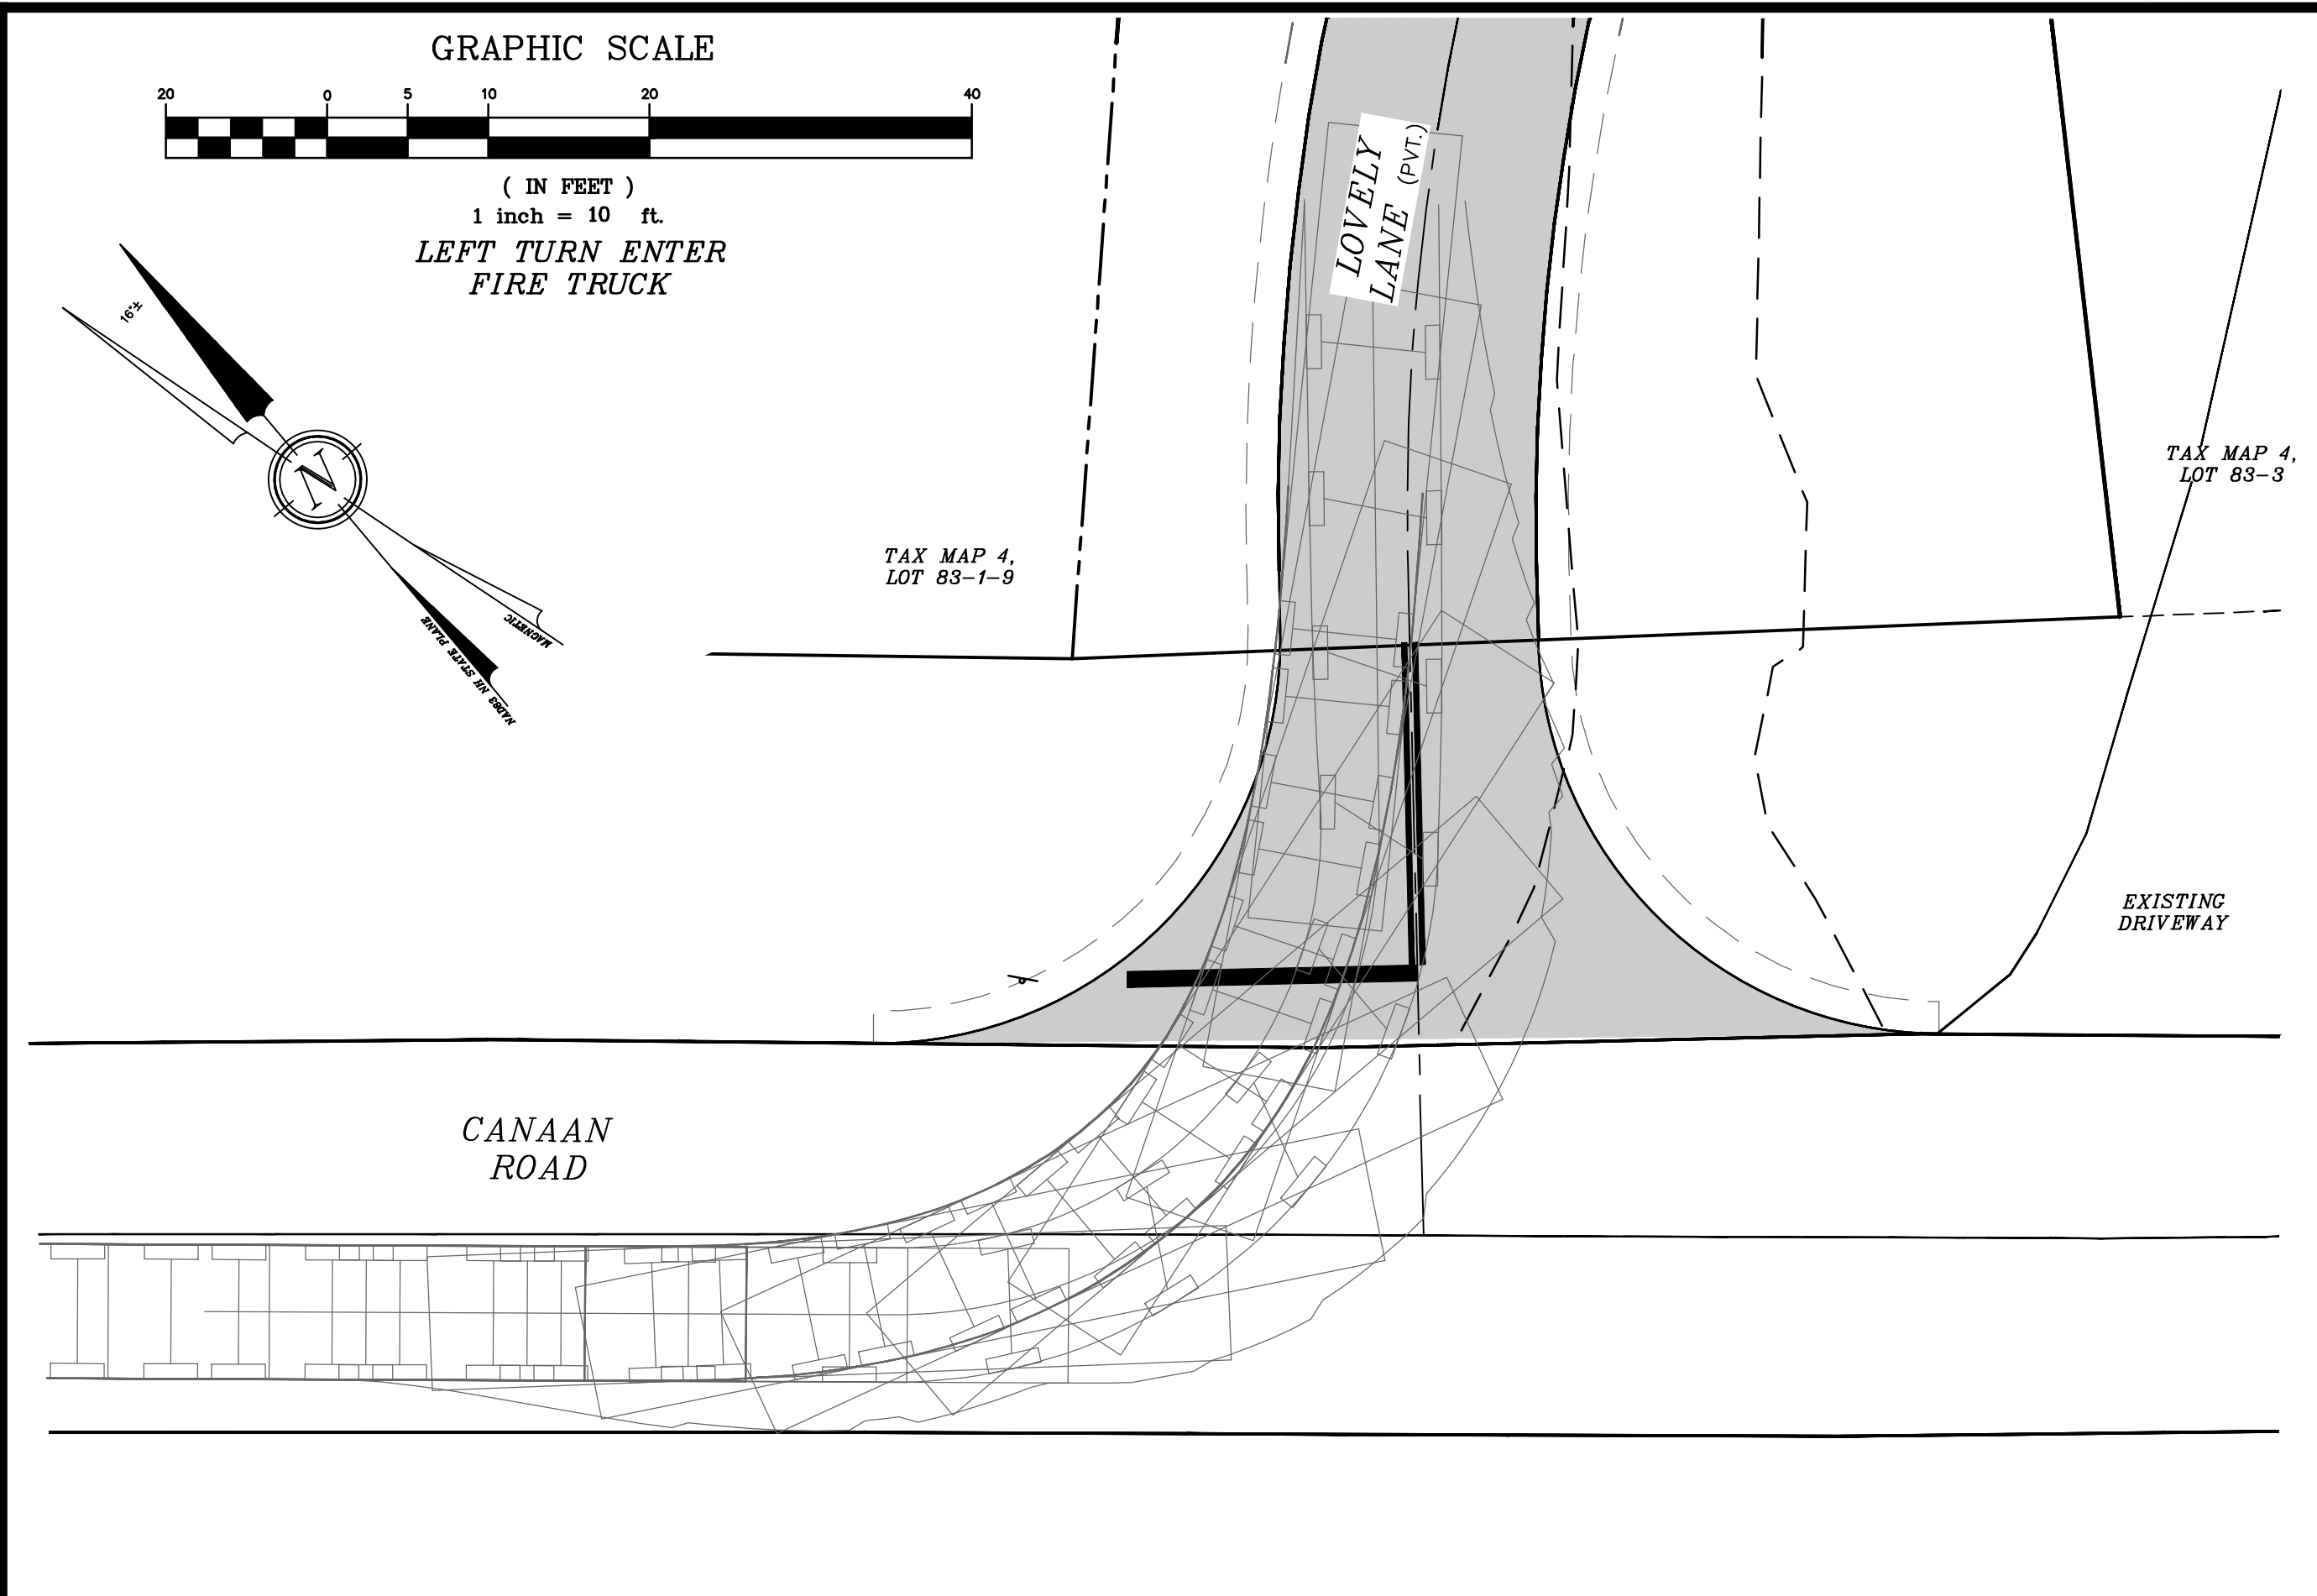 GRAPHIC SCALE
20 0 5 10 20 40
( IN FEET )
1 inch = 10 ft.
LEFT TURN ENTER
FIRE TRUCK
16°±
N
MAGNETIC
NAD83 NH STATE PLANE
LOVELY
LANE (PVT.)
TAX MAP 4,
LOT 83-3
TAX MAP 4,
LOT 83-1-9
EXISTING
DRIVEWAY
CANAAN
ROAD